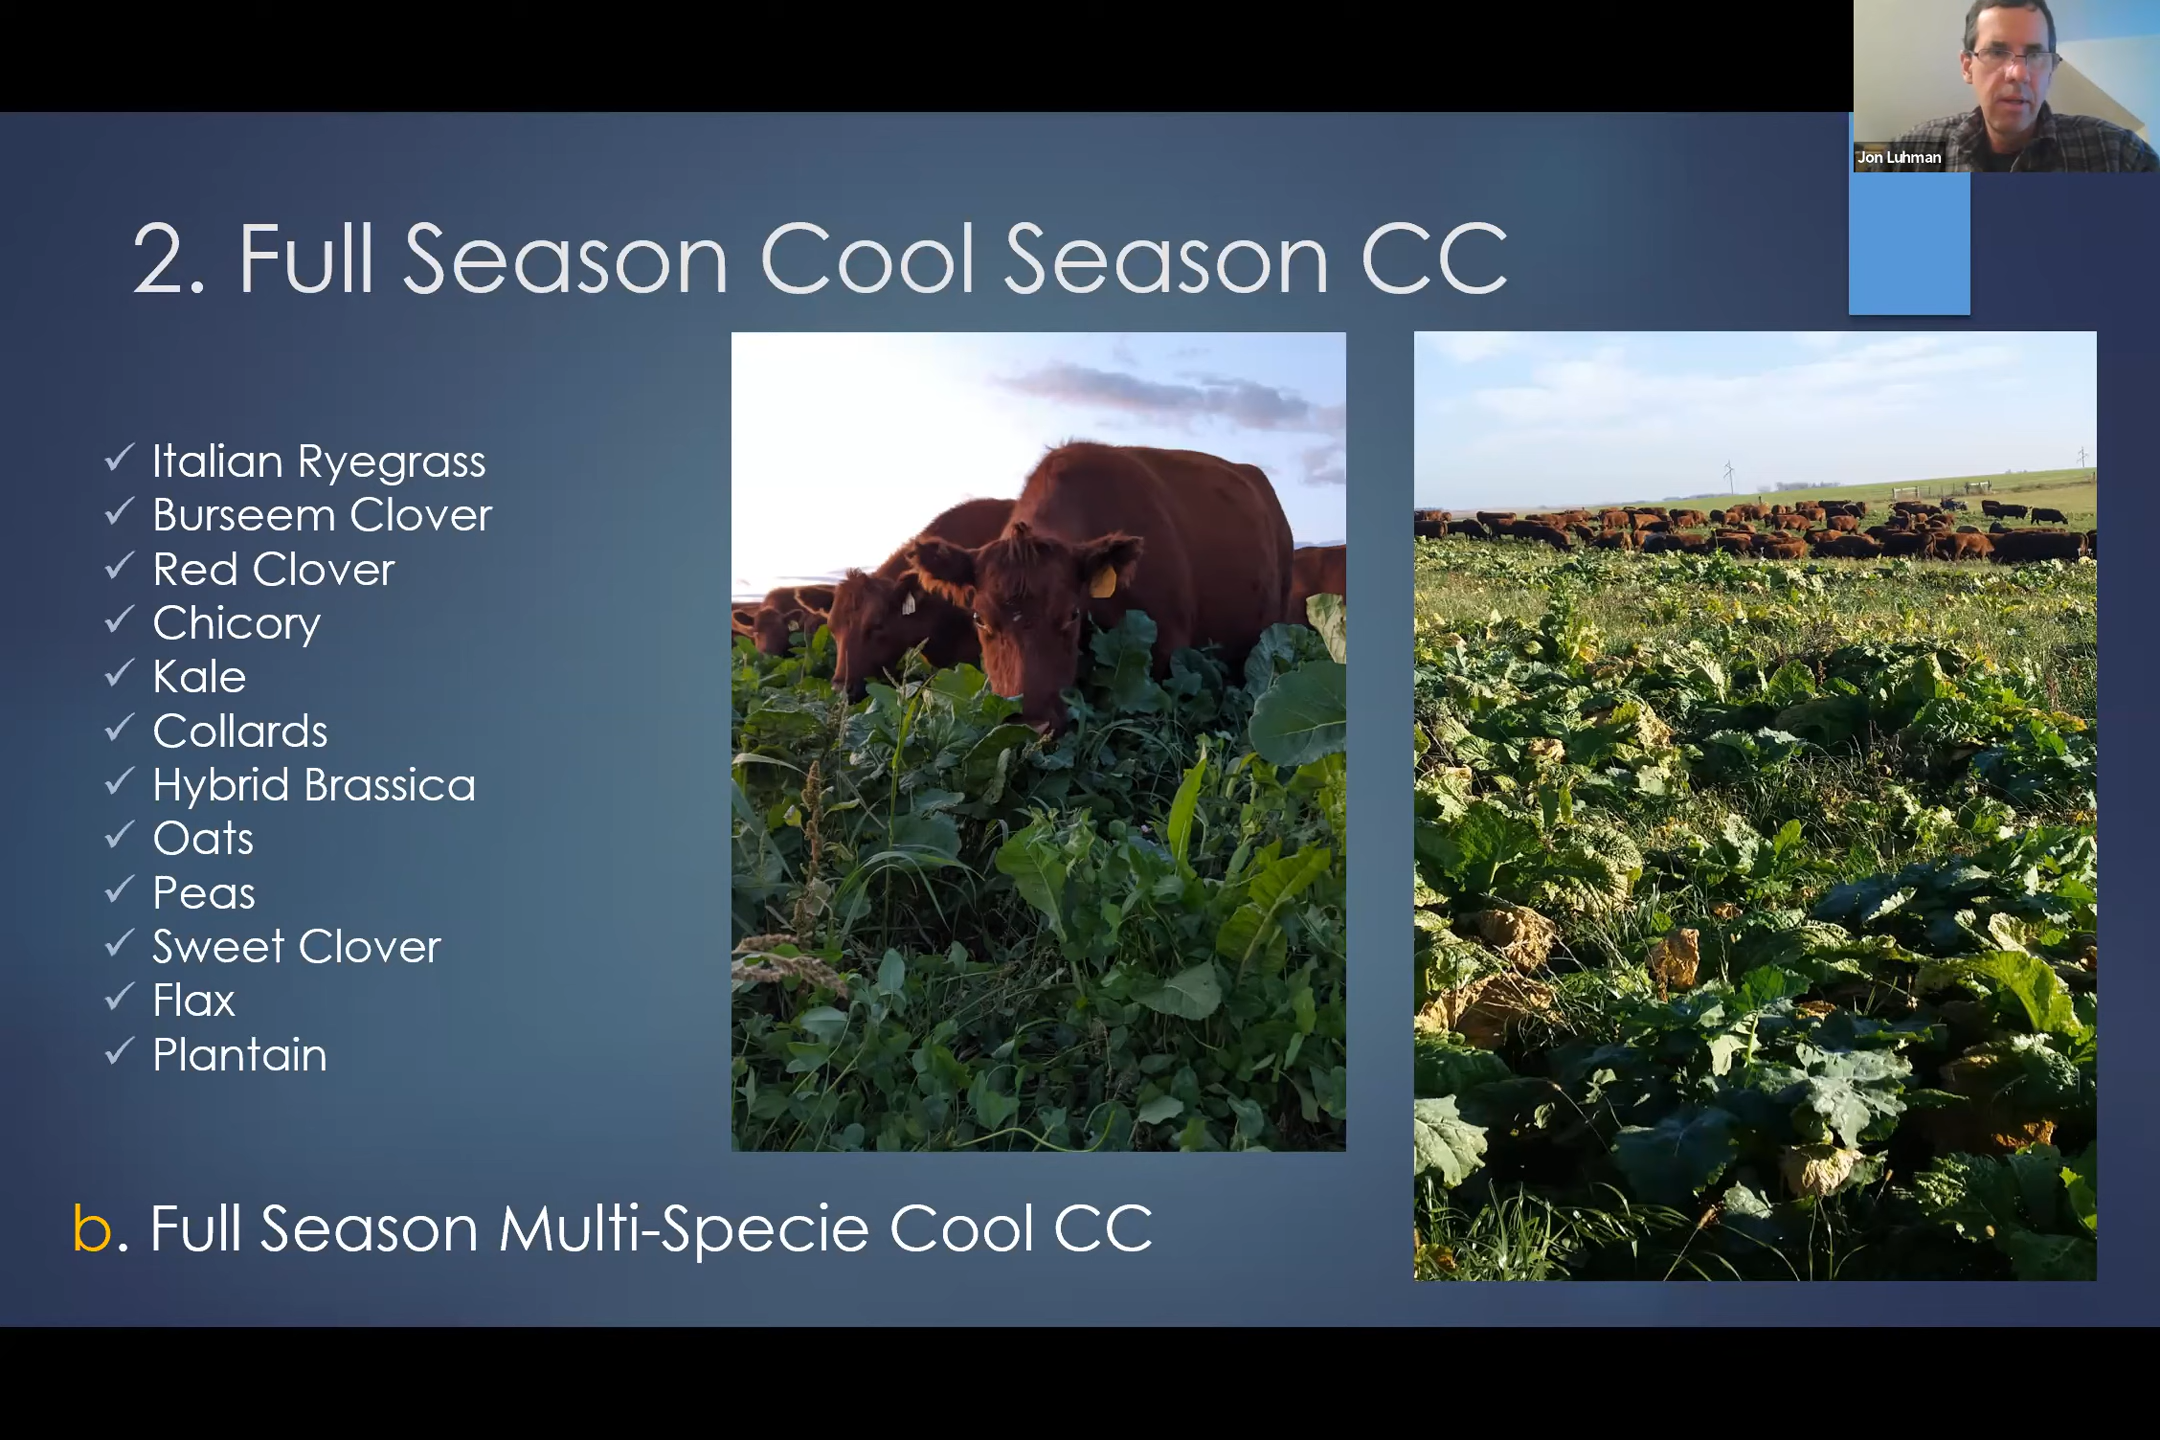 Jon Luhman
2. Full Season Cool Season CC
✓ Italian Ryegrass
✓ Burseem Clover
✓ Red Clover
✓ Chicory
✓ Kale
✓ Collards
✓ Hybrid Brassica
✓ Oats
✓ Peas
✓ Sweet Clover
✓ Flax
✓ Plantain
b. Full Season Multi-Specie Cool CC